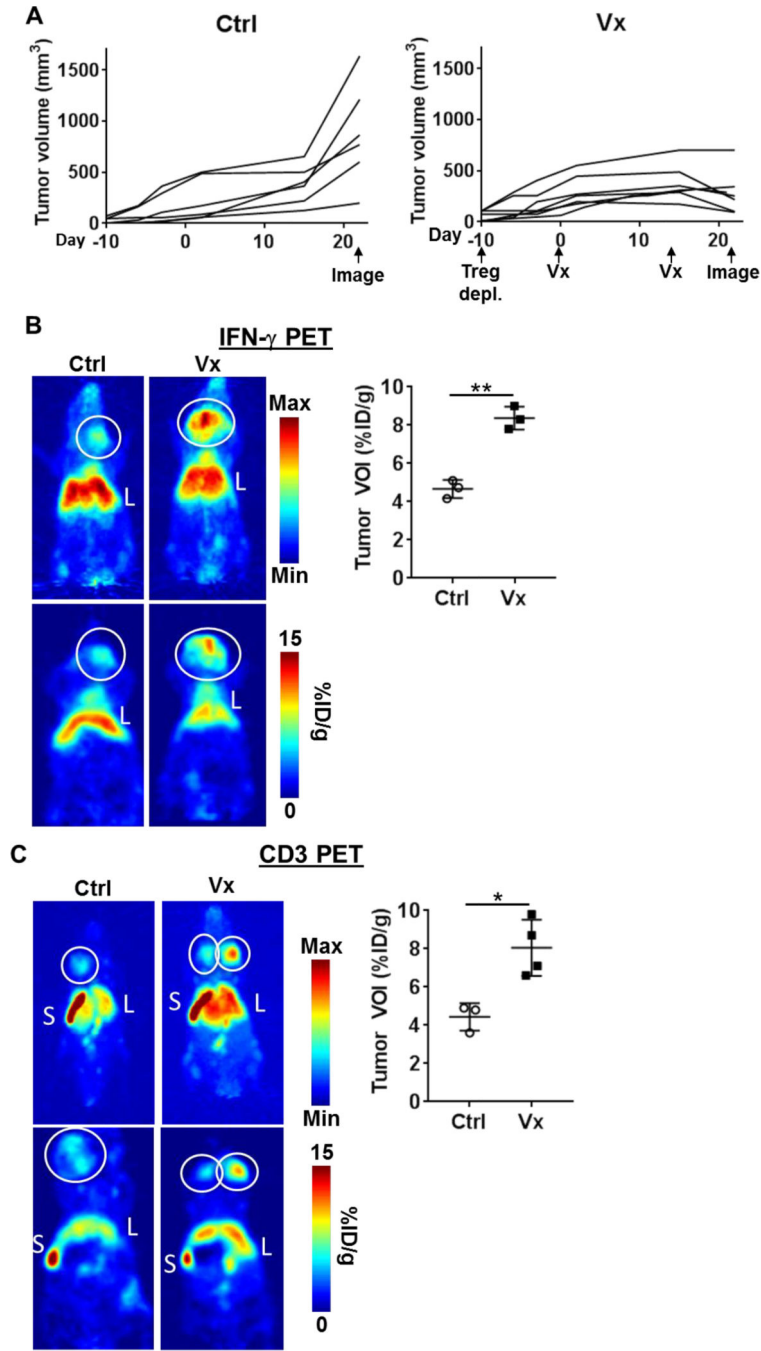 A
Ctrl
Vx
Tumor volume (mm³)
1500
1000
500
0
Day
-10 0 10 20
Image
Tumor volume (mm³)
1500
1000
500
0
Day
-10 0 10 20
Treg depl.
Vx
Vx
Image
B
IFN-γ PET
Ctrl
Vx
L
L
Max
Min
L
L
15
%ID/g
0
Tumor VOI (%ID/g)
10
8
6
4
2
0
**
Ctrl
Vx
C
CD3 PET
Ctrl
Vx
S
L
S
L
Max
Min
S
L
S
L
15
%ID/g
0
Tumor VOI (%ID/g)
10
8
6
4
2
0
*
Ctrl
Vx